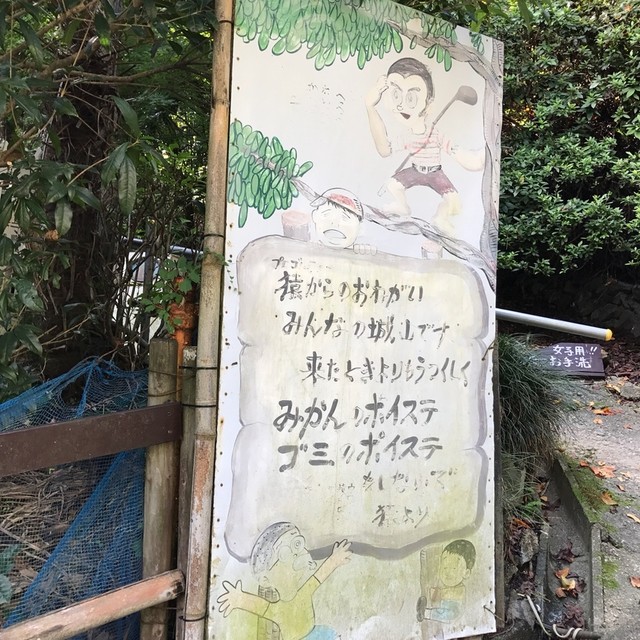 猿からのおねがい
みんなの城山です
来たときよりもうつくしく
みかんのポイステ
ゴミのポイステ
をしないで
猿より
女子用!!
お手洗